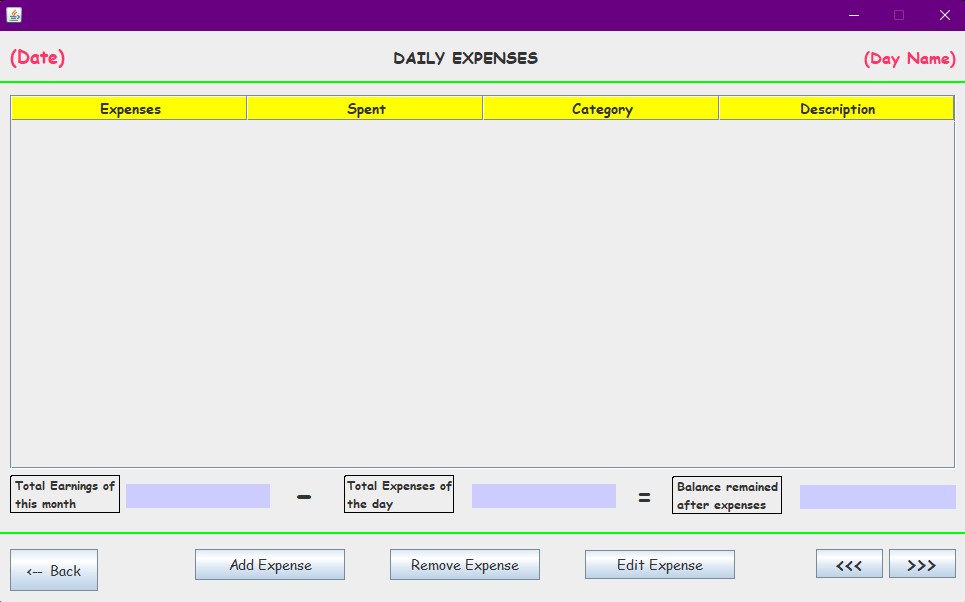 (Date)
DAILY EXPENSES
(Day Name)
Expenses
Spent
Category
Description
Total Earnings of
this month
-
Total Expenses of
the day
=
Balance remained
after expenses
<-- Back
Add Expense
Remove Expense
Edit Expense
<<<
>>>